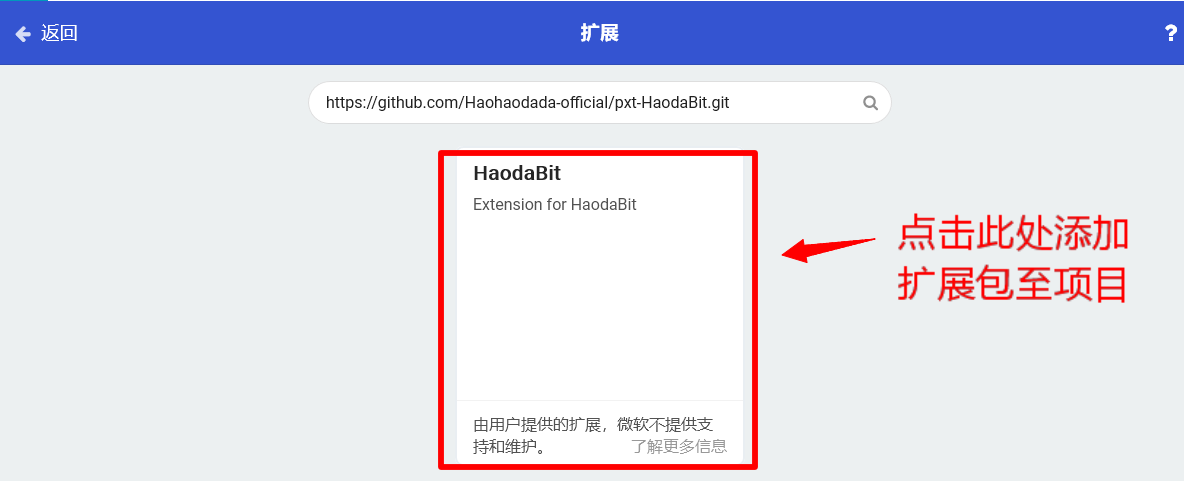 返回
扩展
?
https://github.com/Haohaodada-official/pxt-HaodaBit.git
HaodaBit
Extension for HaodaBit
点击此处添加
扩展包至项目
由用户提供的扩展，微软不提供支
持和维护。 了解更多信息